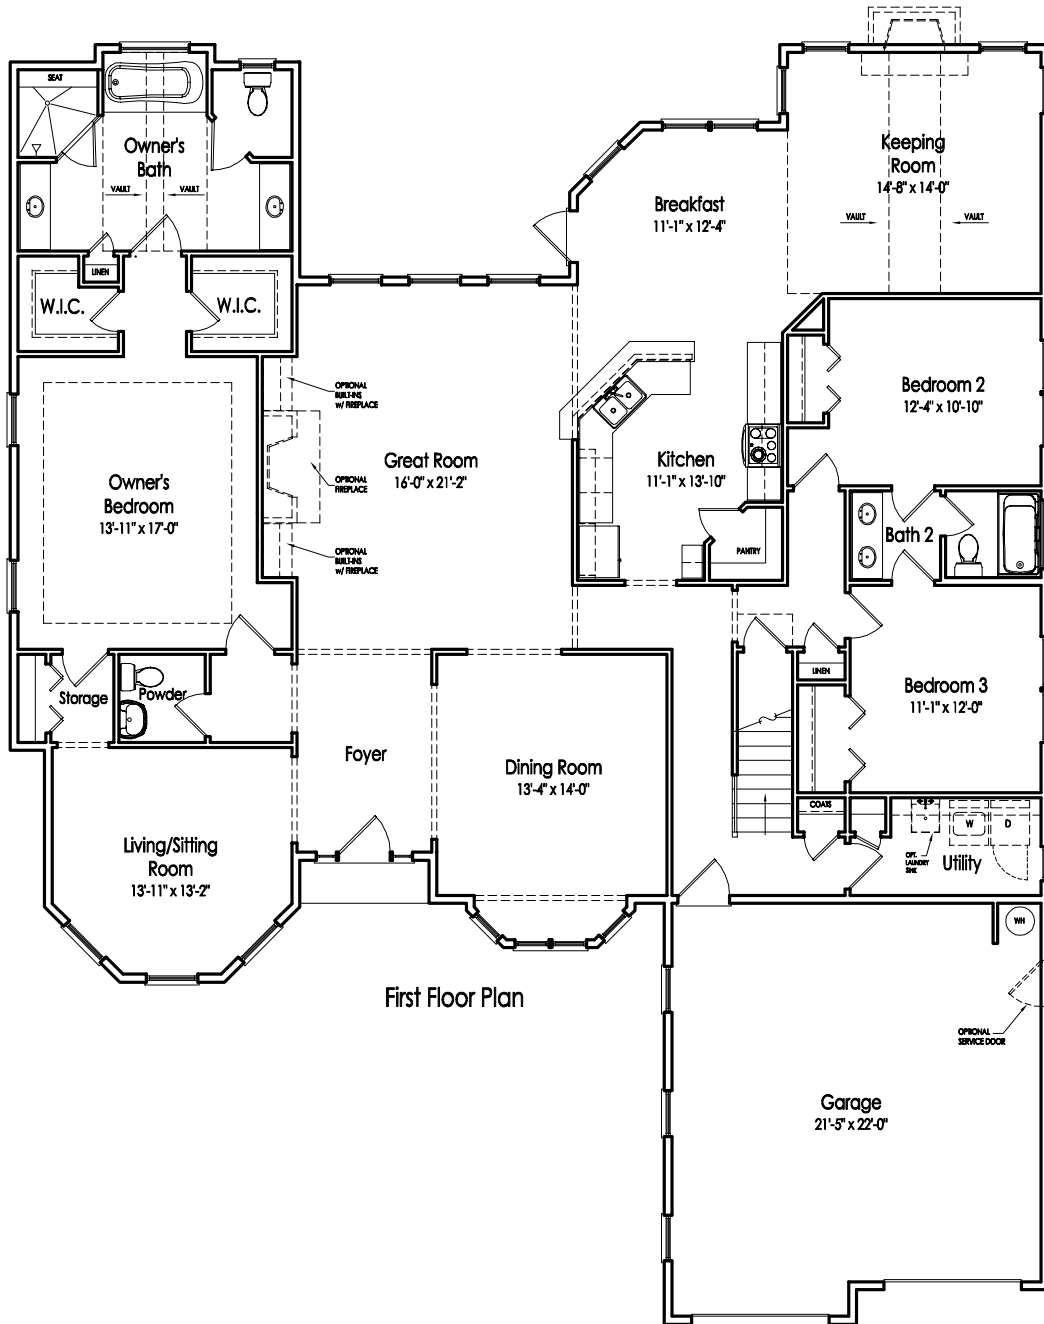 SEAT
Owner's
Bath
VAULT
VAULT
LINEN
W.I.C.
W.I.C.
Keeping
Room
14'-8" x 14'-0"
VAULT
VAULT
Breakfast
11'-1" x 12'-4"
OPTIONAL
BUILT-INS
w/ FIREPLACE
Great Room
16'-0" x 21'-2"
OPTIONAL
FIREPLACE
OPTIONAL
BUILT-INS
w/ FIREPLACE
Owner's
Bedroom
13'-11" x 17'-0"
Kitchen
11'-1" x 13'-10"
PANTRY
Bedroom 2
12'-4" x 10'-10"
Bath 2
LINEN
Bedroom 3
11'-1" x 12'-0"
Storage
Powder
Foyer
Dining Room
13'-4" x 14'-0"
Living/Sitting
Room
13'-11" x 13'-2"
COATS
W
D
OPT.
LAUNDRY
SINK
Utility
WH
First Floor Plan
OPTIONAL
SERVICE DOOR
Garage
21'-5" x 22'-0"